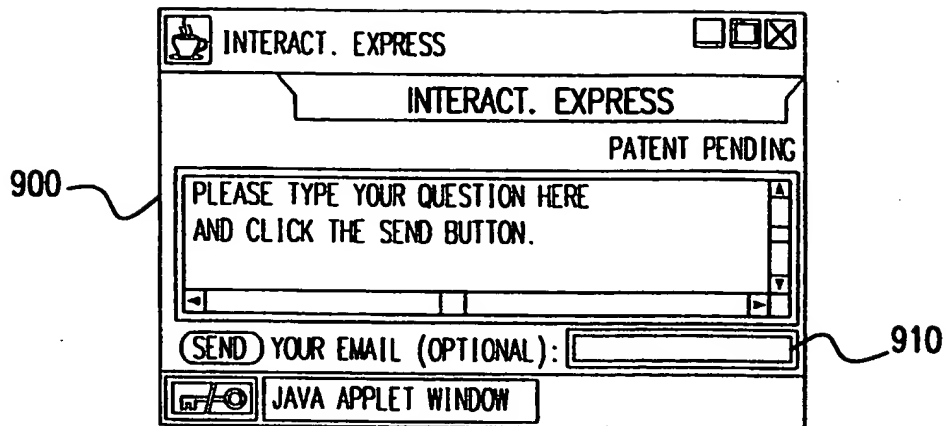 INTERACT. EXPRESS
INTERACT. EXPRESS
PATENT PENDING
900
PLEASE TYPE YOUR QUESTION HERE
AND CLICK THE SEND BUTTON.
SEND YOUR EMAIL (OPTIONAL):
910
JAVA APPLET WINDOW